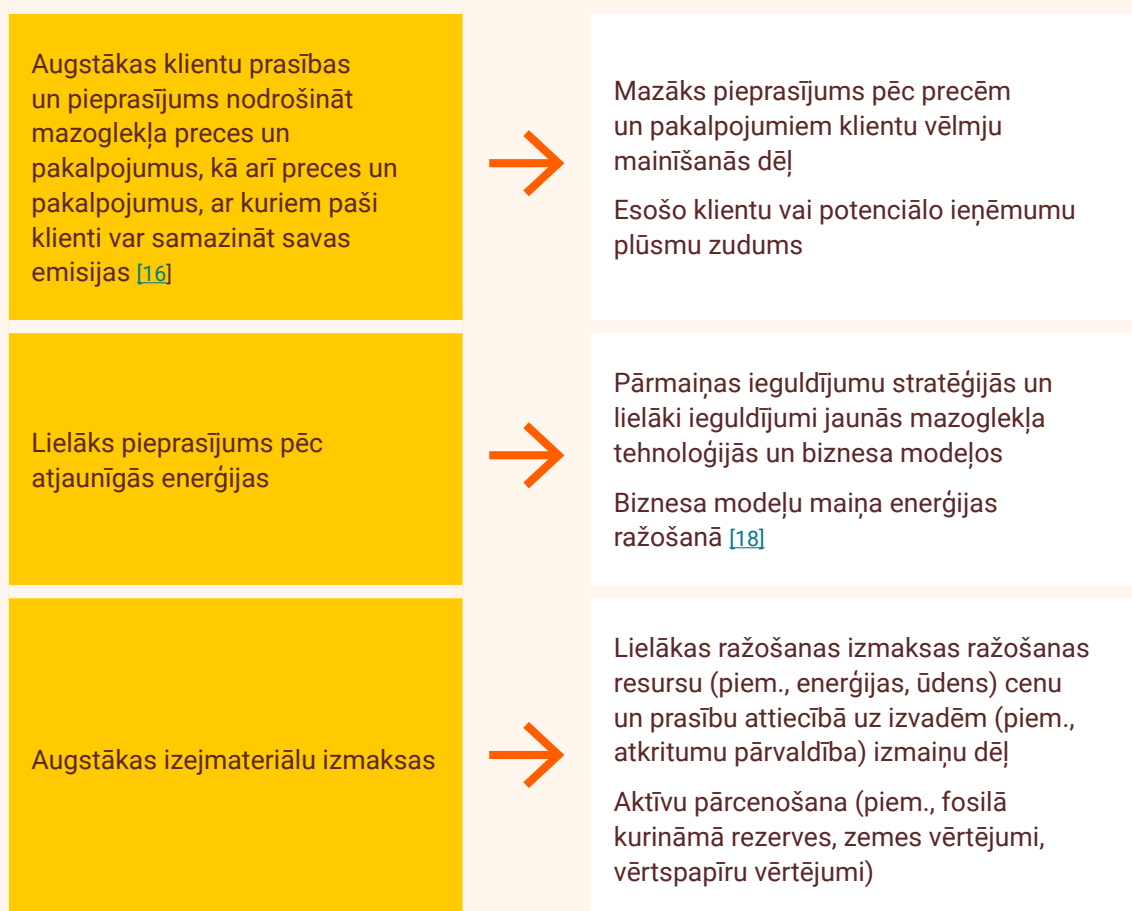 Augstākas klientu prasības
un pieprasījums nodrošināt
mazoglekļa preces un
pakalpojumus, kā arī preces un
pakalpojumus, ar kuriem paši
klienti var samazināt savas
emisijas [16]
Mazāks pieprasījums pēc precēm
un pakalpojumiem klientu vēlmju
mainīšanās dēļ
Esošo klientu vai potenciālo ieņēmumu
plūsmu zudums
Lielāks pieprasījums pēc
atjaunīgās enerģijas
Pārmaiņas ieguldījumu stratēģijās un
lielāki ieguldījumi jaunās mazoglekļa
tehnoloģijās un biznesa modeļos
Biznesa modeļu maiņa enerģijas
ražošanā [18]
Augstākas izejmateriālu izmaksas
Lielākas ražošanas izmaksas ražošanas
resursu (piem., enerģijas, ūdens) cenu
un prasību attiecībā uz izvadēm (piem.,
atkritumu pārvaldība) izmaiņu dēļ
Aktīvu pārcenošana (piem., fosilā
kurināmā rezerves, zemes vērtējumi,
vērtspapīru vērtējumi)